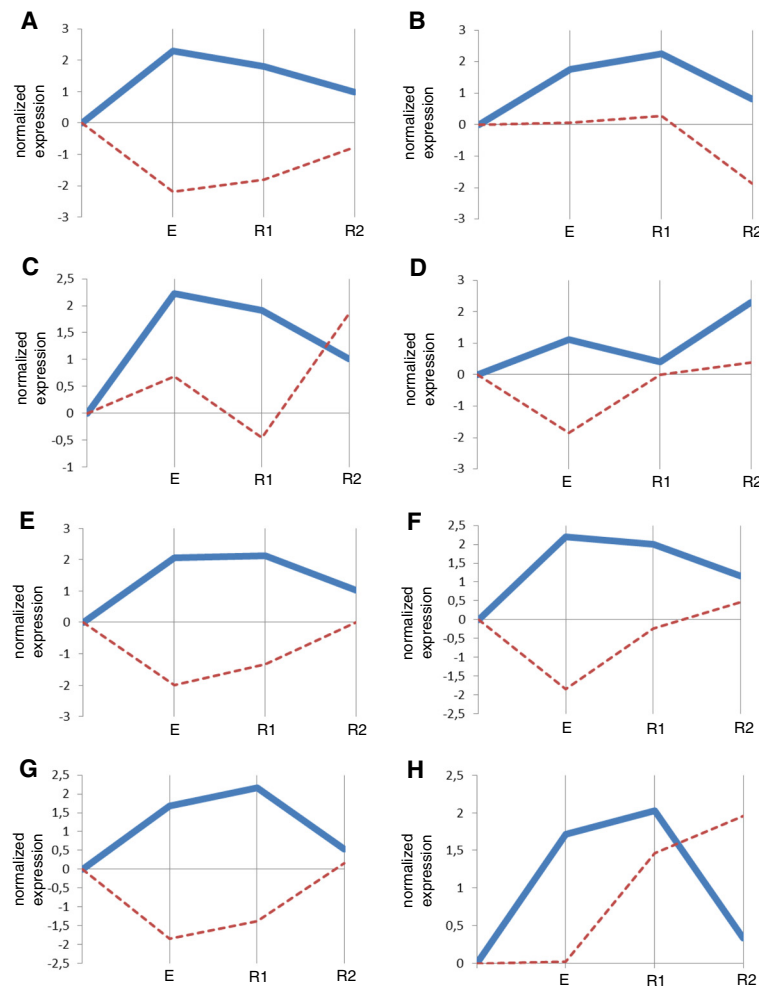 A
normalized expression
3
2
1
0
-1
-2
-3
E
R1
R2
B
normalized expression
3
2
1
0
-1
-2
-3
E
R1
R2
C
normalized expression
2,5
2
1,5
1
0,5
0
-0,5
-1
E
R1
R2
D
normalized expression
3
2
1
0
-1
-2
-3
E
R1
R2
E
normalized expression
3
2
1
0
-1
-2
-3
E
R1
R2
F
normalized expression
2,5
2
1,5
1
0,5
0
-0,5
-1
-1,5
-2
-2,5
E
R1
R2
G
normalized expression
2,5
2
1,5
1
0,5
0
-0,5
-1
-1,5
-2
-2,5
E
R1
R2
H
normalized expression
2,5
2
1,5
1
0,5
0
E
R1
R2